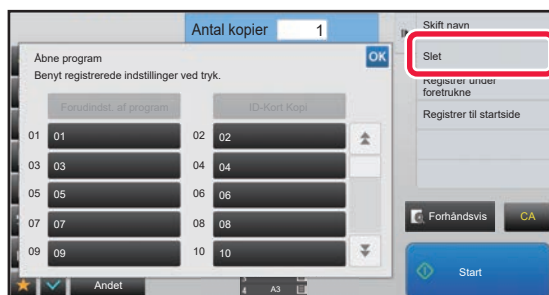 Antal kopier 1
Åbne program
OK
Benyt registrerede indstillinger ved tryk.
Forudindst. af program
ID-Kort Kopi
01 01
02 02
03 03
04 04
05 05
06 06
07 07
08 08
09 09
10 10
Andet
A3
4
Skift navn
Slet
Registrer under
foretrukne
Registrer til startside
Forhåndsvis
CA
Start